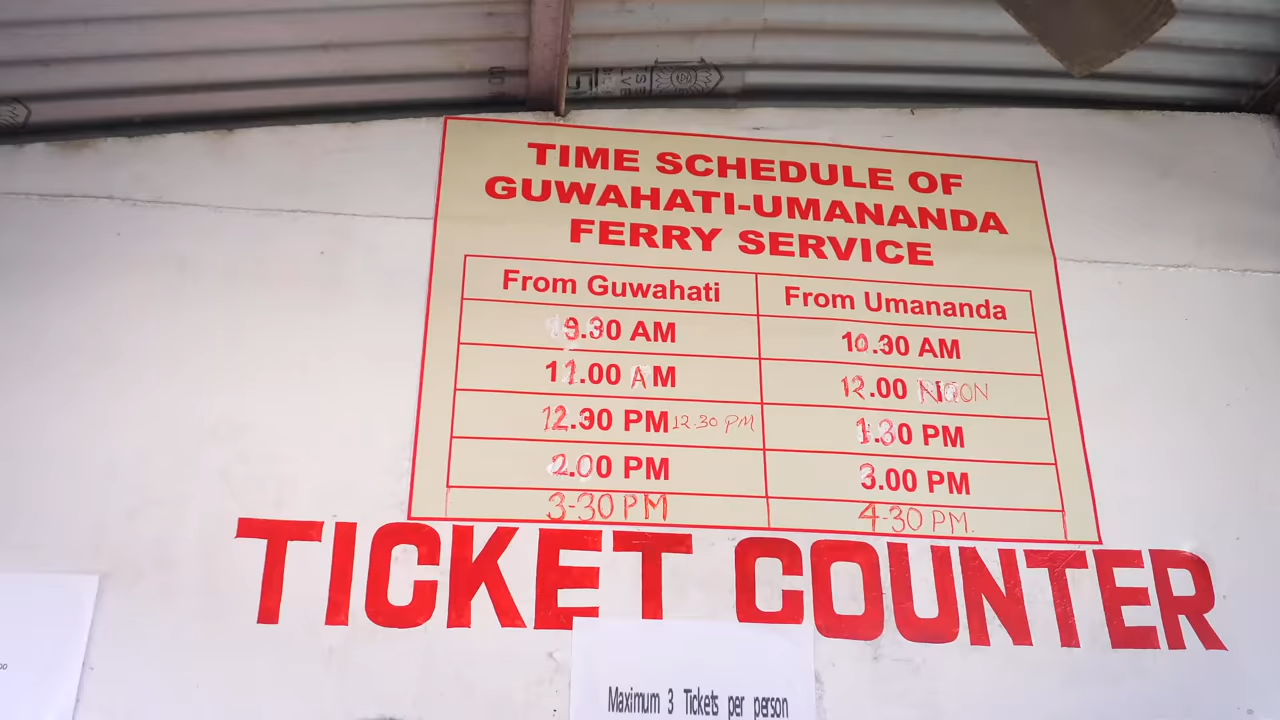 TIME SCHEDULE OF
GUWAHATI-UMANANDA
FERRY SERVICE
From Guwahati From Umananda
9.30 AM 10.30 AM
11.00 AM 12.00 NOON
12.30 PM 12.30 PM 1.30 PM
2.00 PM 3.00 PM
3-30 PM 4-30 PM.
TICKET COUNTER
Maximum 3 Tickets per person